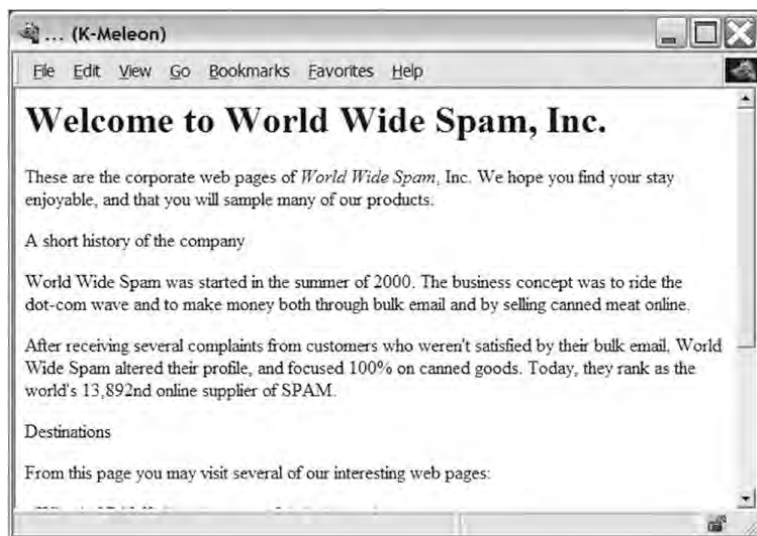 ... (K-Meleon)
File Edit View Go Bookmarks Favorites Help
Welcome to World Wide Spam, Inc.
These are the corporate web pages of World Wide Spam, Inc. We hope you find your stay
enjoyable, and that you will sample many of our products.
A short history of the company
World Wide Spam was started in the summer of 2000. The business concept was to ride the
dot-com wave and to make money both through bulk email and by selling canned meat online.
After receiving several complaints from customers who weren't satisfied by their bulk email, World
Wide Spam altered their profile, and focused 100% on canned goods. Today, they rank as the
world's 13,892nd online supplier of SPAM.
Destinations
From this page you may visit several of our interesting web pages: